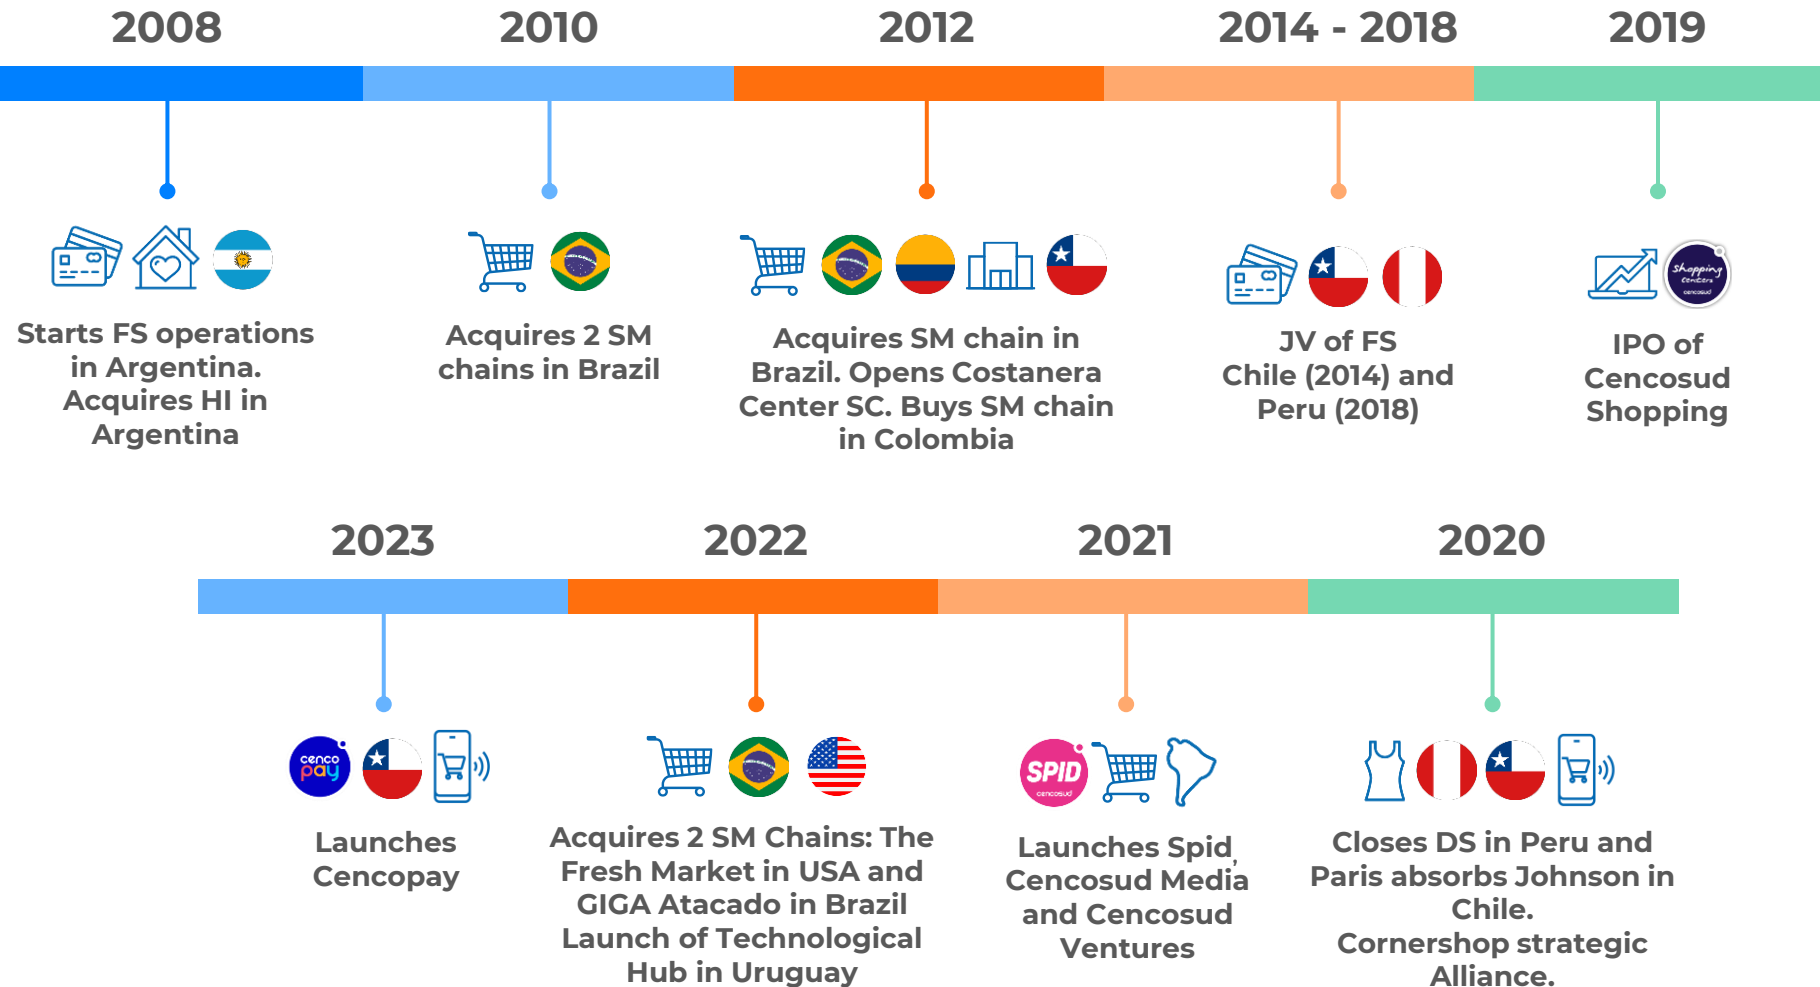 2008
2010
2012
2014 - 2018
2019
Starts FS operations
in Argentina.
Acquires HI in
Argentina
Acquires 2 SM
chains in Brazil
Acquires SM chain in
Brazil. Opens Costanera
Center SC. Buys SM chain
in Colombia
JV of FS
Chile (2014) and
Peru (2018)
Shopping
centers
cencosud
IPO of
Cencosud
Shopping
2023
2022
2021
2020
cenco
pay
Launches
Cencopay
Acquires 2 SM Chains: The
Fresh Market in USA and
GIGA Atacado in Brazil
Launch of Technological
Hub in Uruguay
SPID
cencosud
Launches Spid,
Cencosud Media
and Cencosud
Ventures
Closes DS in Peru and
Paris absorbs Johnson in
Chile.
Cornershop strategic
Alliance.